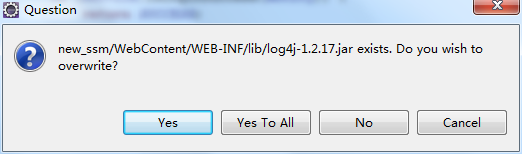 Question
new_ssm/WebContent/WEB-INF/lib/log4j-1.2.17.jar exists. Do you wish to
overwrite?
Yes
Yes To All
No
Cancel